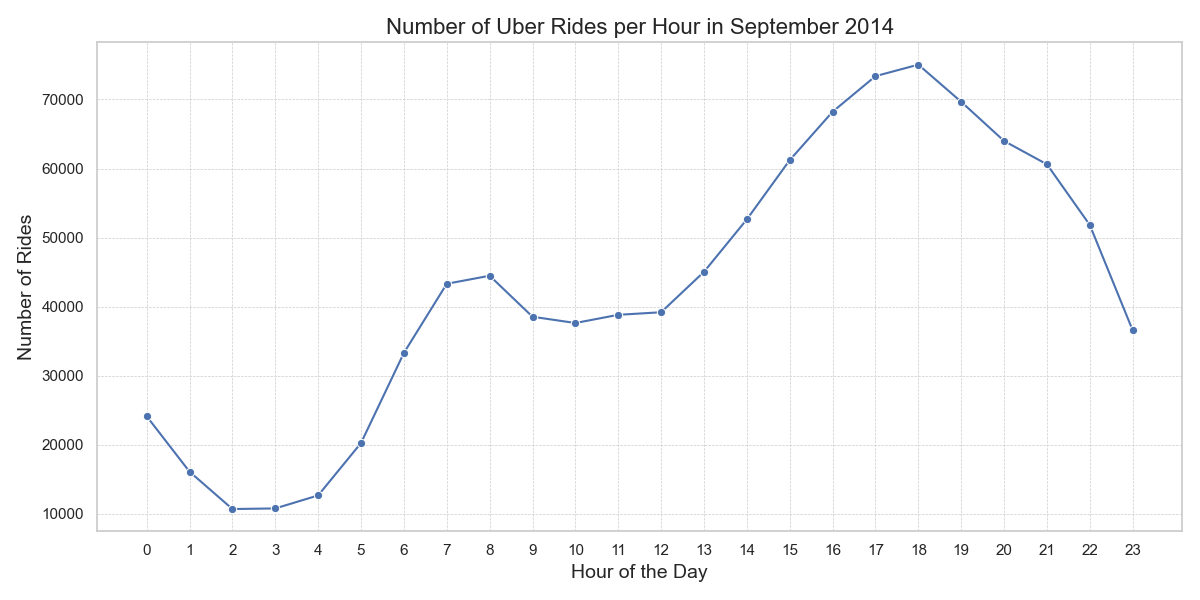 Number of Uber Rides per Hour in September 2014
Number of Rides
70000
60000
50000
40000
30000
20000
10000
0 1 2 3 4 5 6 7 8 9 10 11 12 13 14 15 16 17 18 19 20 21 22 23
Hour of the Day